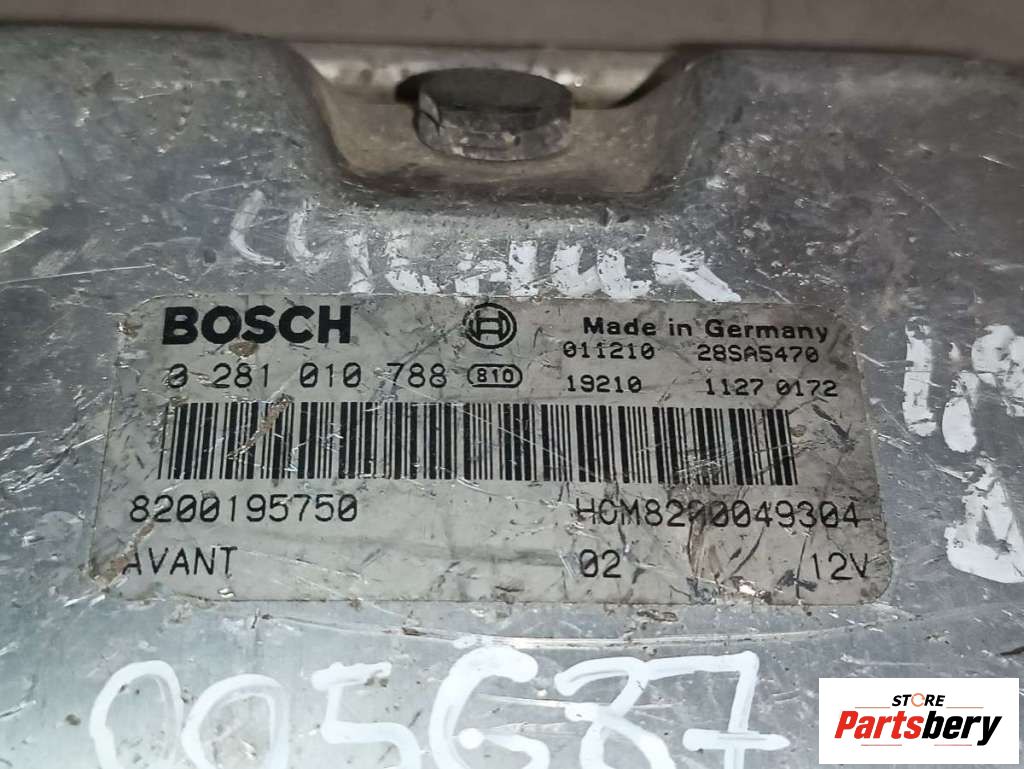 BOSCH
Made in Germany
0 281 010 788 810
011210 28SA5470
19210 1127 0172
8200195750 HOM8200049304
AVANT 02 12V
005687
STORE
Partsbery